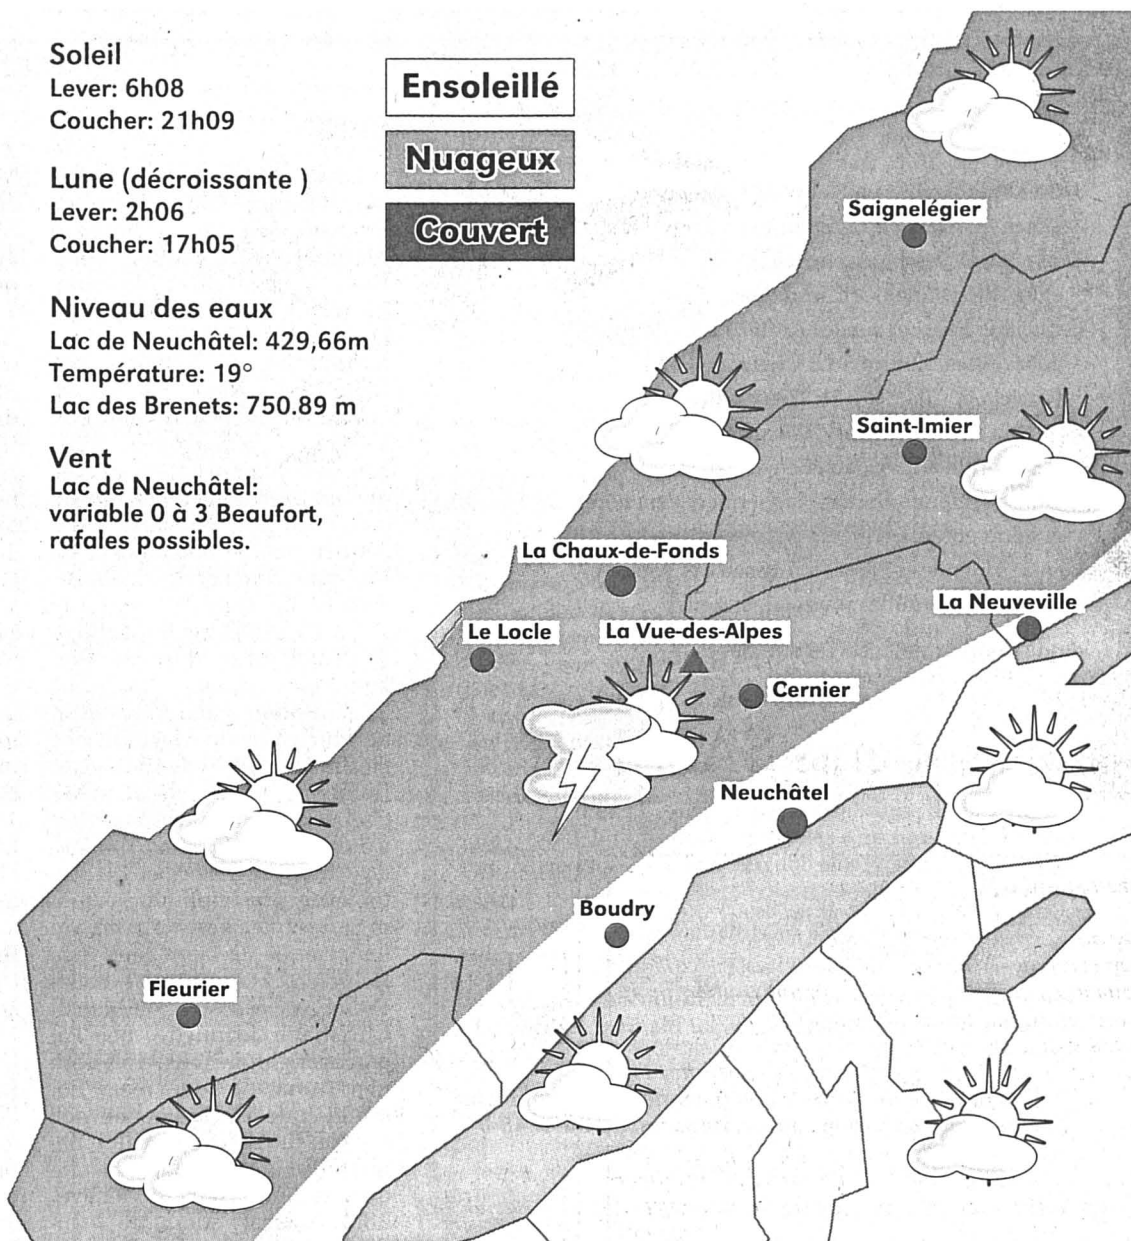 Soleil
Lever: 6h08
Coucher: 21h09
Lune (décroissante )
Lever: 2h06
Coucher: 17h05
Niveau des eaux
Lac de Neuchâtel: 429,66m
Température: 19°
Lac des Brenets: 750.89 m
Vent
Lac de Neuchâtel:
variable 0 à 3 Beaufort,
rafales possibles.
Ensoleillé
Nuageux
Couvert
Saignelégier
Saint-Imier
La Chaux-de-Fonds
La Neuveville
Le Locle
La Vue-des-Alpes
Cernier
Neuchâtel
Boudry
Fleurier